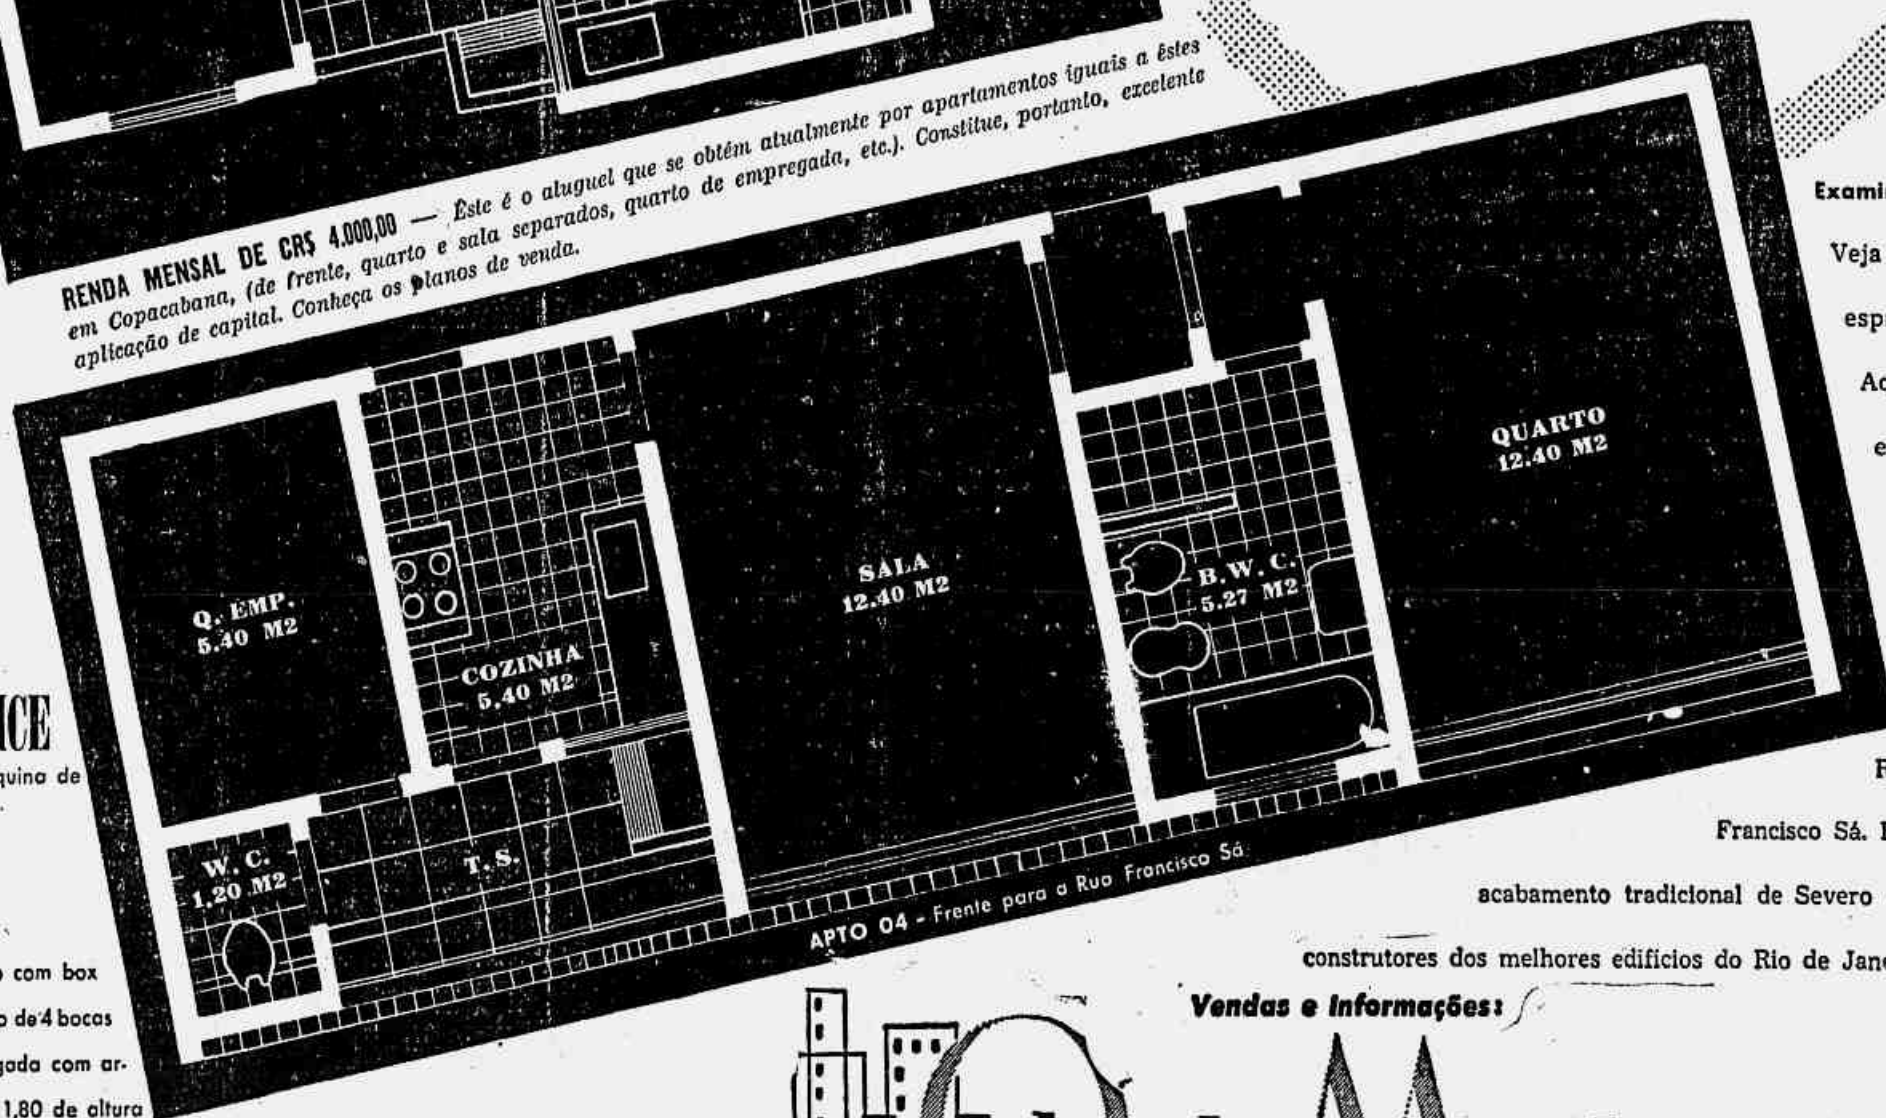 RENDA MENSAL DE CR$ 4.000,00 — Êste é o aluguel que se obtém atualmente por apartamentos iguais a êstes
em Copacabana, (de frente, quarto e sala separados, quarto de empregada, etc.). Constitue, portanto, excelente
aplicação de capital. Conheça os planos de venda.
Q. EMP.
5.40 M2
COZINHA
5.40 M2
SALA
12.40 M2
B.W.C.
5.27 M2
QUARTO
12.40 M2
W. C.
1.20 M2
T. S.
APTO 04 - Frente para a Rua Francisco Sá
ICE
quina de
com box
de 4 bocas
gada com ar-
1,80 de altura
Exami
Veja
esp
Ac
e
F
Francisco Sá.
acabamento tradicional de Severo
construtores dos melhores edifícios do Rio de Jan
Vendas e Informações: